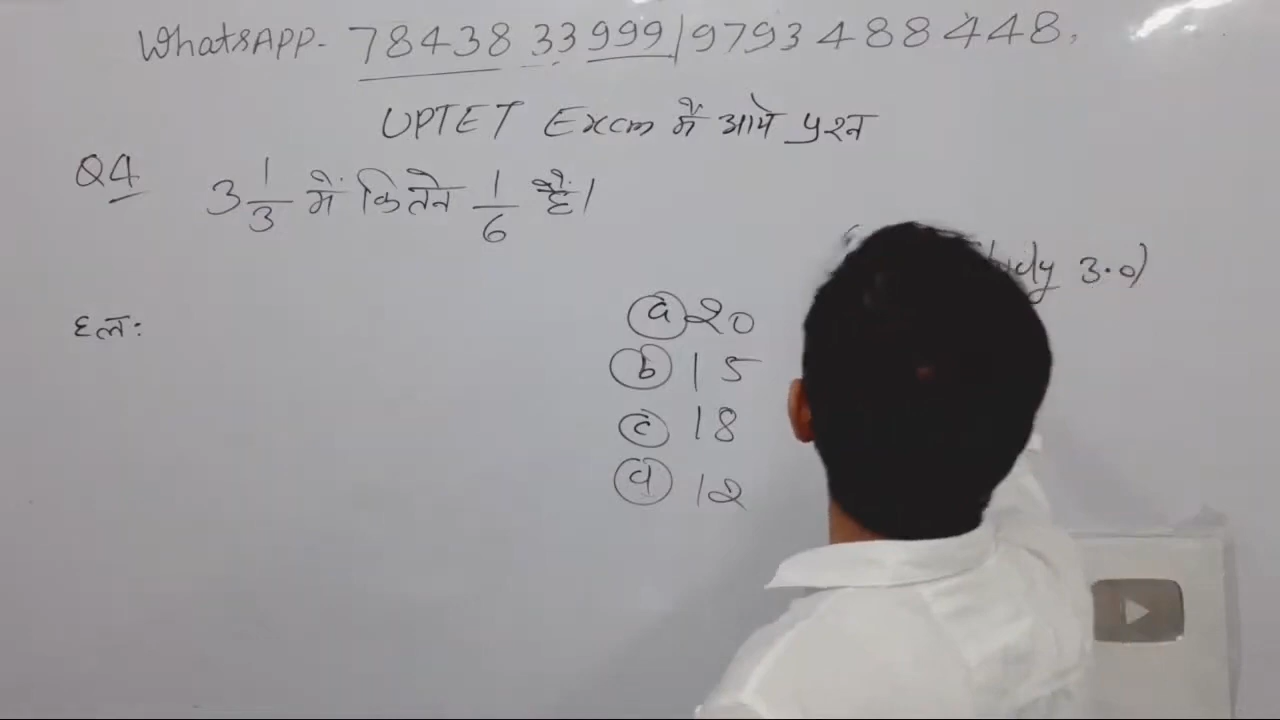 WhatsAPP- 7843833999/9793488448,
UPTET Exam में आये प्रश्न
Q4 3 1/3 में कितने 1/6 हैं।
3.0)
हल:
(a) 20
(b) 15
(c) 18
(d) 12